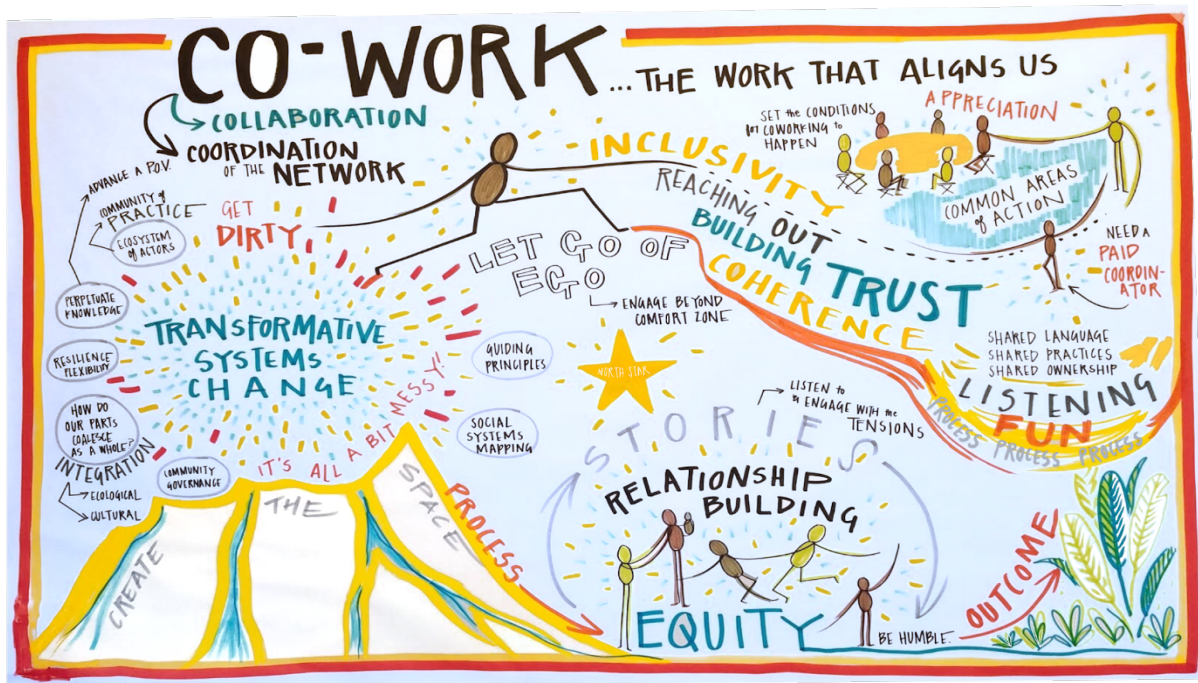 CO-WORK ...THE WORK THAT ALIGNS US
COLLABORATION
COORDINATION
OF THE NETWORK
ADVANCE A P.O.V.
COMMUNITY of
PRACTICE
ECOSYSTEM
OF ACTORS
GET
DIRTY
PERPETUATE
KNOWLEDGE
RESILIENCE
FLEXIBILITY
HOW DO
OUR PARTS
COALESCE
AS A WHOLE?
INTEGRATION
ECOLOGICAL
CULTURAL
TRANSFORMATIVE
SYSTEMS
CHANGE
COMMUNITY
GOVERNANCE
IT'S ALL A BIT MESSY!
GUIDING
PRINCIPLES
SOCIAL
SYSTEMS
MAPPING
CREATE
THE
SPACE
PROCESS
LET GO OF
EGO
ENGAGE BEYOND
COMFORT ZONE
NORTH STAR
INCLUSIVITY
REACHING OUT
BUILDING TRUST
COHERENCE
SET the CONDITIONS
for COWORKING to
HAPPEN
APPRECIATION
COMMON AREAS
of ACTION
NEED A
PAID
COORDIN-
ATOR
SHARED LANGUAGE
SHARED PRACTICES
SHARED OWNERSHIP
LISTENING
FUN
PROCESS PROCESS PROCESS
LISTEN to
& ENGAGE WITH the
TENSIONS
STORIES
RELATIONSHIP
BUILDING
EQUITY
BE HUMBLE
OUTCOME